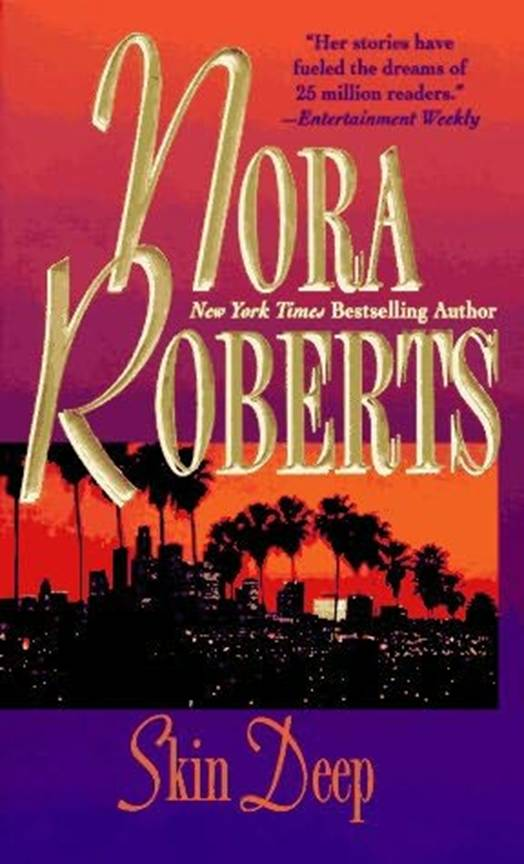 "Her stories have
fueled the dreams of
25 million readers."
—Entertainment Weekly
Nora
New York Times Bestselling Author
Roberts
Skin Deep